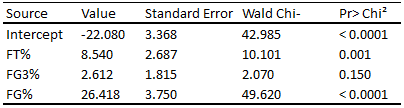 Source Value Standard Error Wald Chi- Pr> Chi²
Intercept -22.080 3.368 42.985 < 0.0001
FT% 8.540 2.687 10.101 0.001
FG3% 2.612 1.815 2.070 0.150
FG% 26.418 3.750 49.620 < 0.0001